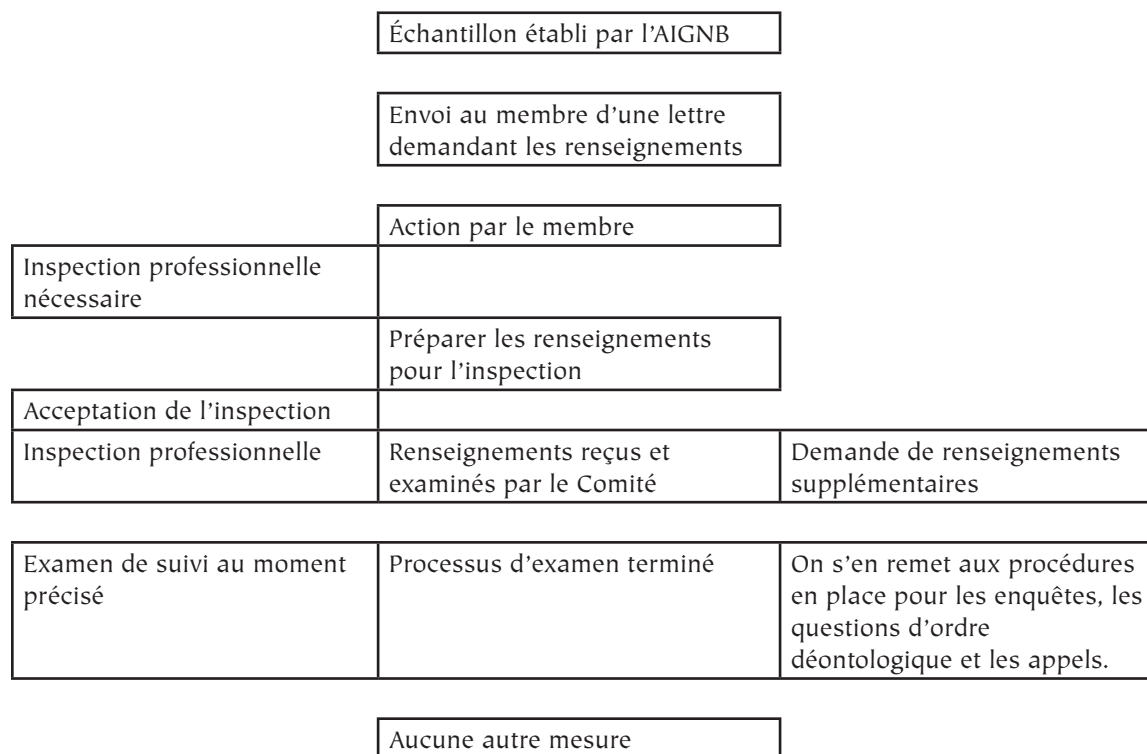 Échantillon établi par l'AIGNB
Envoi au membre d'une lettre
demandant les renseignements
Action par le membre
Inspection professionnelle
nécessaire
Préparer les renseignements
pour l'inspection
Acceptation de l'inspection
Inspection professionnelle
Renseignements reçus et
examinés par le Comité
Demande de renseignements
supplémentaires
Examen de suivi au moment
précisé
Processus d'examen terminé
On s'en remet aux procédures
en place pour les enquêtes, les
questions d'ordre
déontologique et les appels.
Aucune autre mesure